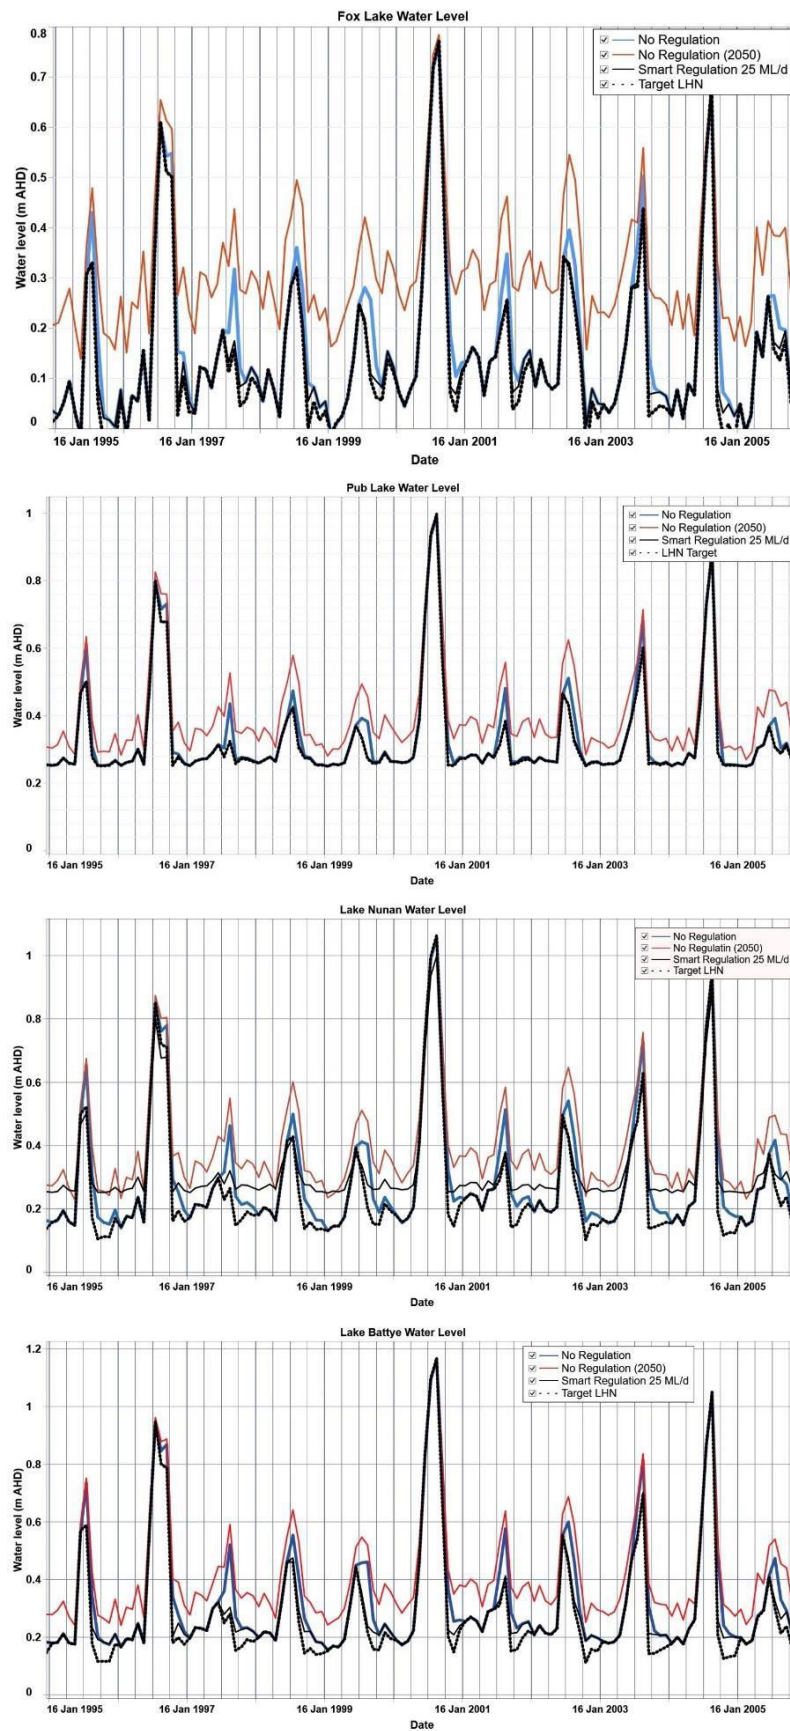 Fox Lake Water Level
0.8
0.7
0.6
0.5
0.4
0.3
0.2
0.1
0
Water level (m AHD)
No Regulation
No Regulation (2050)
Smart Regulation 25 ML/d
Target LHN
16 Jan 1995 16 Jan 1997 16 Jan 1999 16 Jan 2001 16 Jan 2003 16 Jan 2005
Date
Pub Lake Water Level
1
0.8
0.6
0.4
0.2
0
Water level (m AHD)
No Regulation
No Regulation (2050)
Smart Regulation 25 ML/d
LHN Target
16 Jan 1995 16 Jan 1997 16 Jan 1999 16 Jan 2001 16 Jan 2003 16 Jan 2005
Date
Lake Nunan Water Level
1
0.8
0.6
0.4
0.2
0
Water level (m AHD)
No Regulation
No Regulatin (2050)
Smart Regulation 25 ML/d
Target LHN
16 Jan 1995 16 Jan 1997 16 Jan 1999 16 Jan 2001 16 Jan 2003 16 Jan 2005
Date
Lake Battye Water Level
1.2
1
0.8
0.6
0.4
0.2
0
Water level (m AHD)
No Regulation
No Regulation (2050)
Smart Regulation 25 ML/d
Target LHN
16 Jan 1995 16 Jan 1997 16 Jan 1999 16 Jan 2001 16 Jan 2003 16 Jan 2005
Date